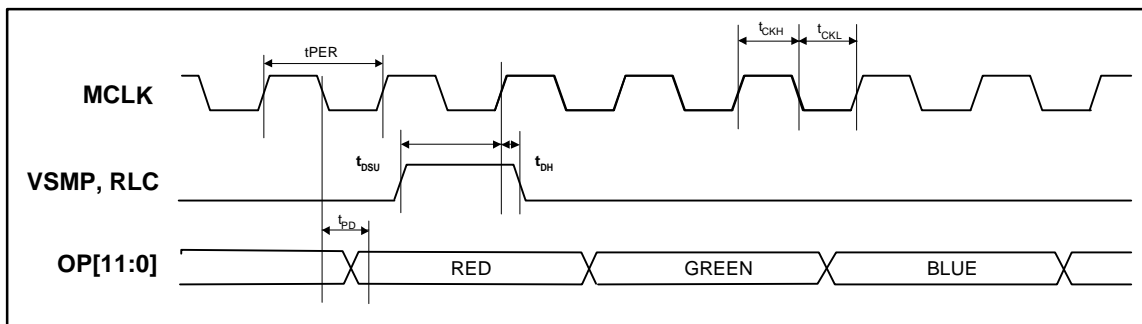 tCKH tCKL
tPER
MCLK
tDSU tDH
VSMP, RLC
tPD
OP[11:0] RED GREEN BLUE